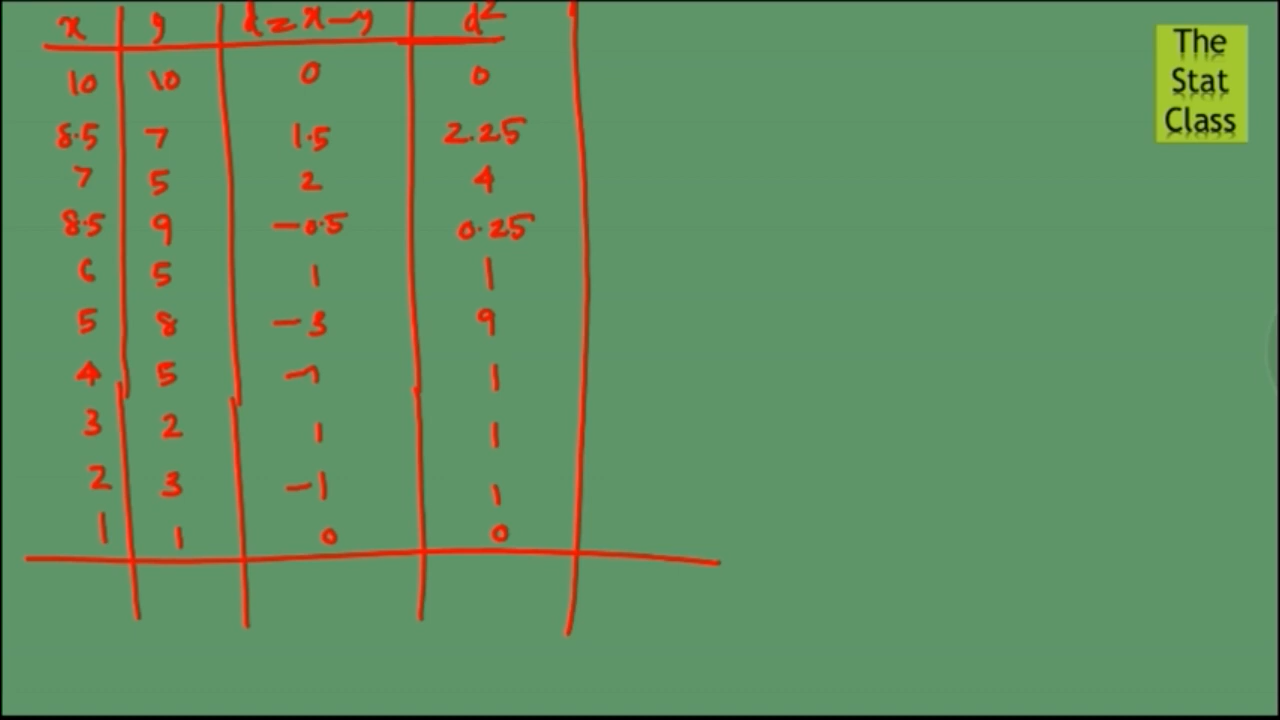 x y d=x-y d²
10 10 0 0
8.5 7 1.5 2.25
7 5 2 4
8.5 9 -0.5 0.25
6 5 1 1
5 8 -3 9
4 5 -1 1
3 2 1 1
2 3 -1 1
1 1 0 0
The
Stat
Class